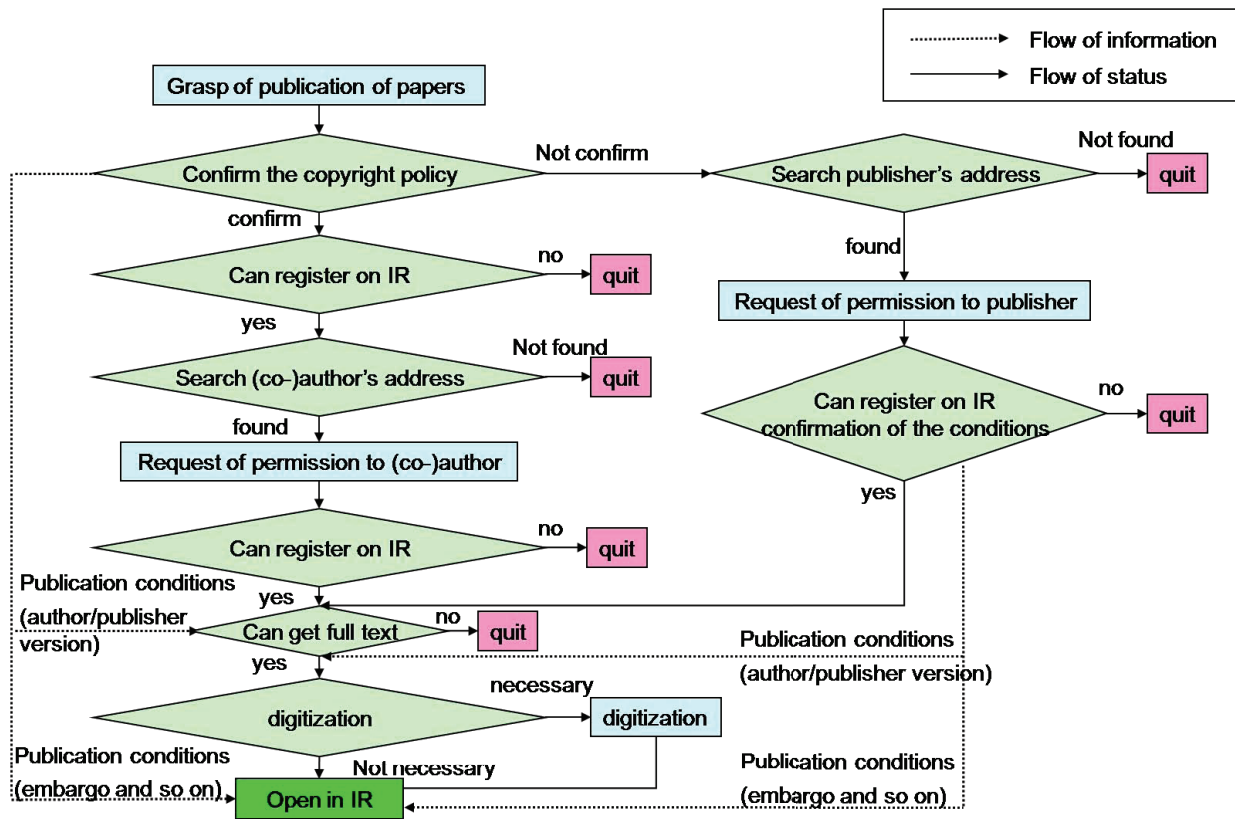 Flow of information
Flow of status
Grasp of publication of papers
Confirm the copyright policy
Not confirm
Search publisher's address
Not found
quit
confirm
found
Can register on IR
no
quit
Request of permission to publisher
yes
Not found
Search (co-)author's address
quit
Can register on IR
confirmation of the conditions
no
quit
found
Request of permission to (co-)author
yes
Can register on IR
no
quit
Publication conditions
(author/publisher
version)
yes
Can get full text
no
quit
Publication conditions
(author/publisher version)
yes
necessary
digitization
digitization
Publication conditions
(embargo and so on)
Not necessary
Open in IR
Publication conditions
(embargo and so on)